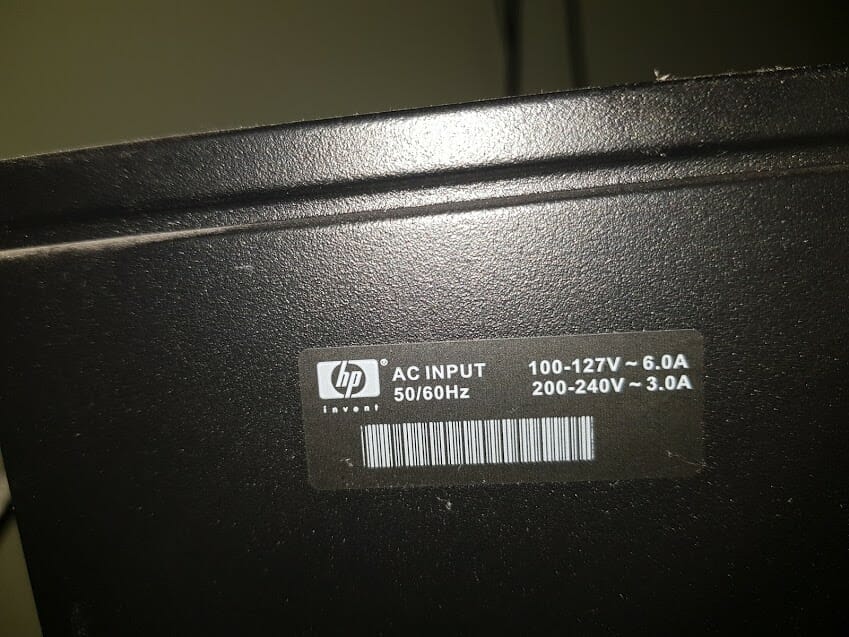 hp®
invent
AC INPUT 100-127V ~ 6.0A
50/60Hz 200-240V ~ 3.0A